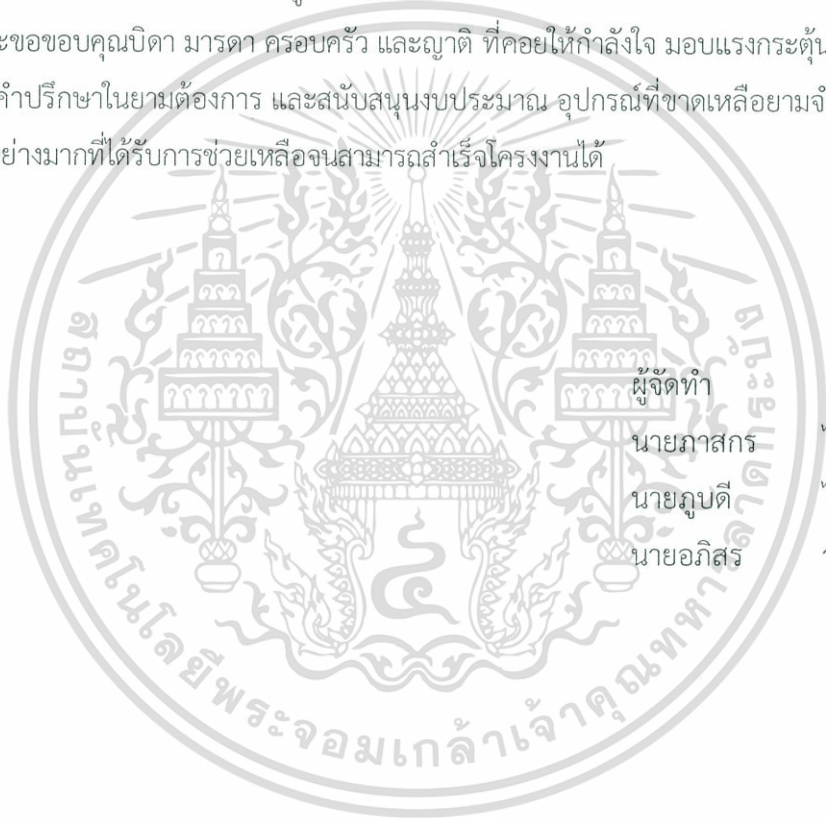 ะขอขอบคุณบิดา มารดา ครอบครัว และญาติ ที่คอยให้กำลังใจ มอบแรงกระตุ้น
คำปรึกษาในยามต้องการ และสนับสนุนงบประมาณ อุปกรณ์ที่ขาดเหลือยามจำ
ย่างมากที่ได้รับการช่วยเหลือจนสามารถสำเร็จโครงงานได้
ผู้จัดทำ
นายภาสกร
นายภูบดี
นายอภิสร
สถาบันเทคโนโลยีพระจอมเกล้าเจ้าคุณทหารลาดกระบัง